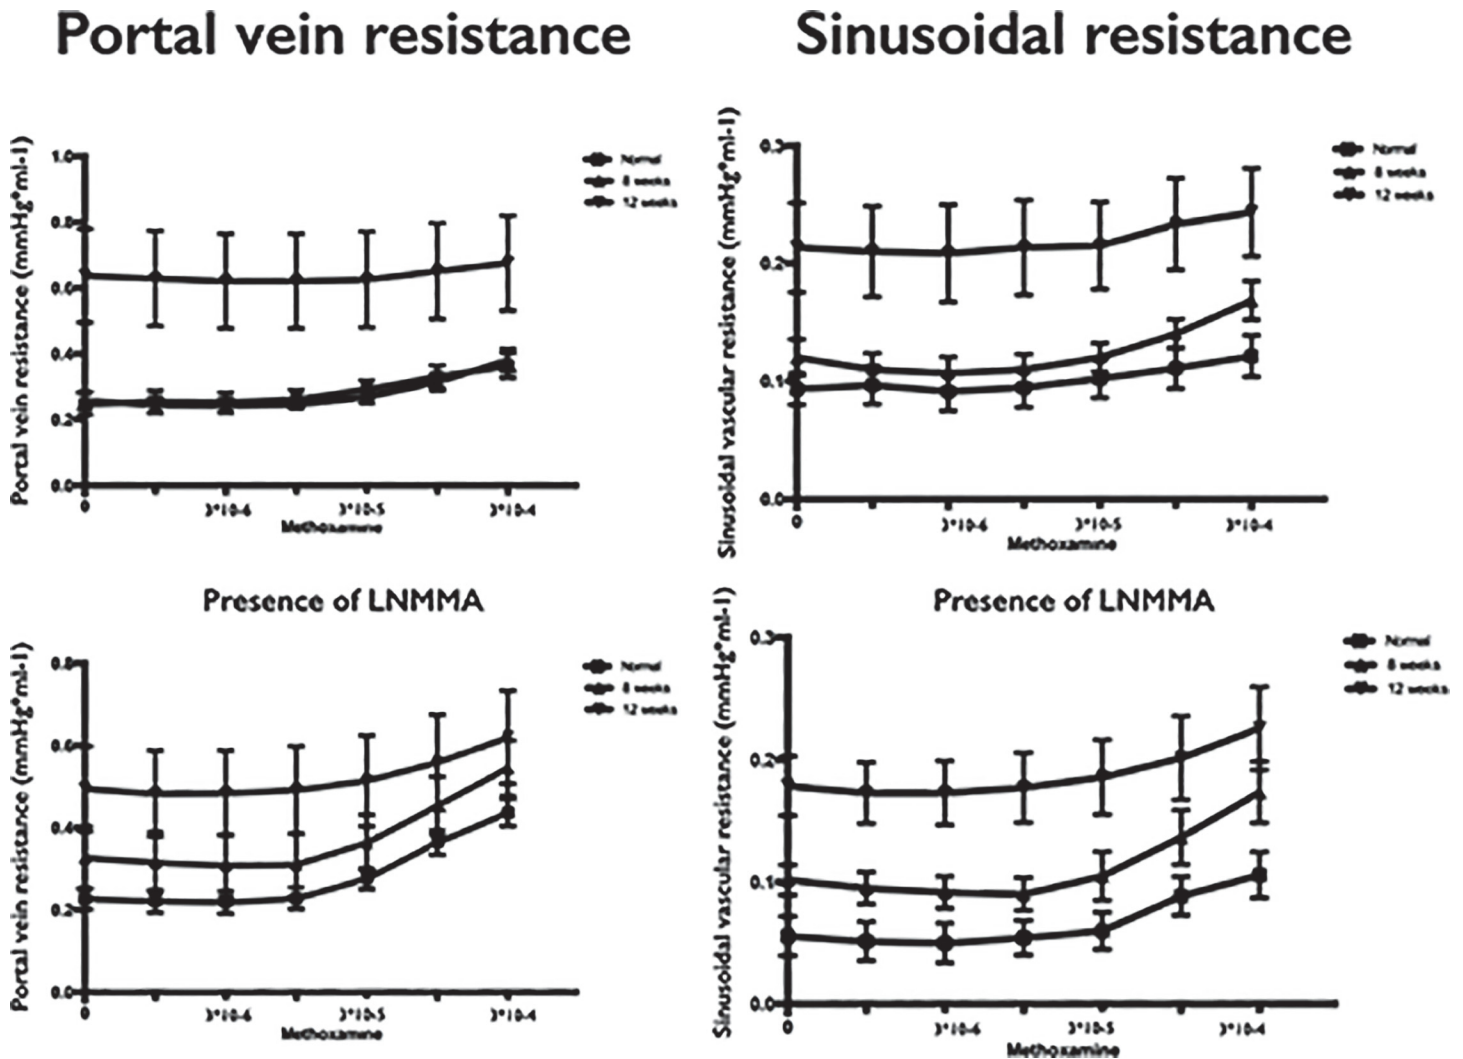 Portal vein resistance
Portal vein resistance (mmHg*ml-1)
1.0
0.8
0.6
0.4
0.2
0.0
0
3*10-6
3*10-5
3*10-4
Methoxamine
Normal
8 weeks
12 weeks
Sinusoidal resistance
Sinusoidal vascular resistance (mmHg*ml-1)
0.3
0.2
0.1
0.0
0
3*10-6
3*10-5
3*10-4
Methoxamine
Normal
8 weeks
12 weeks
Presence of LNMMA
Portal vein resistance (mmHg*ml-1)
0.8
0.6
0.4
0.2
0.0
0
3*10-6
3*10-5
3*10-4
Methoxamine
Normal
8 weeks
12 weeks
Presence of LNMMA
Sinusoidal vascular resistance (mmHg*ml-1)
0.3
0.2
0.1
0.0
0
3*10-6
3*10-5
3*10-4
Methoxamine
Normal
8 weeks
12 weeks